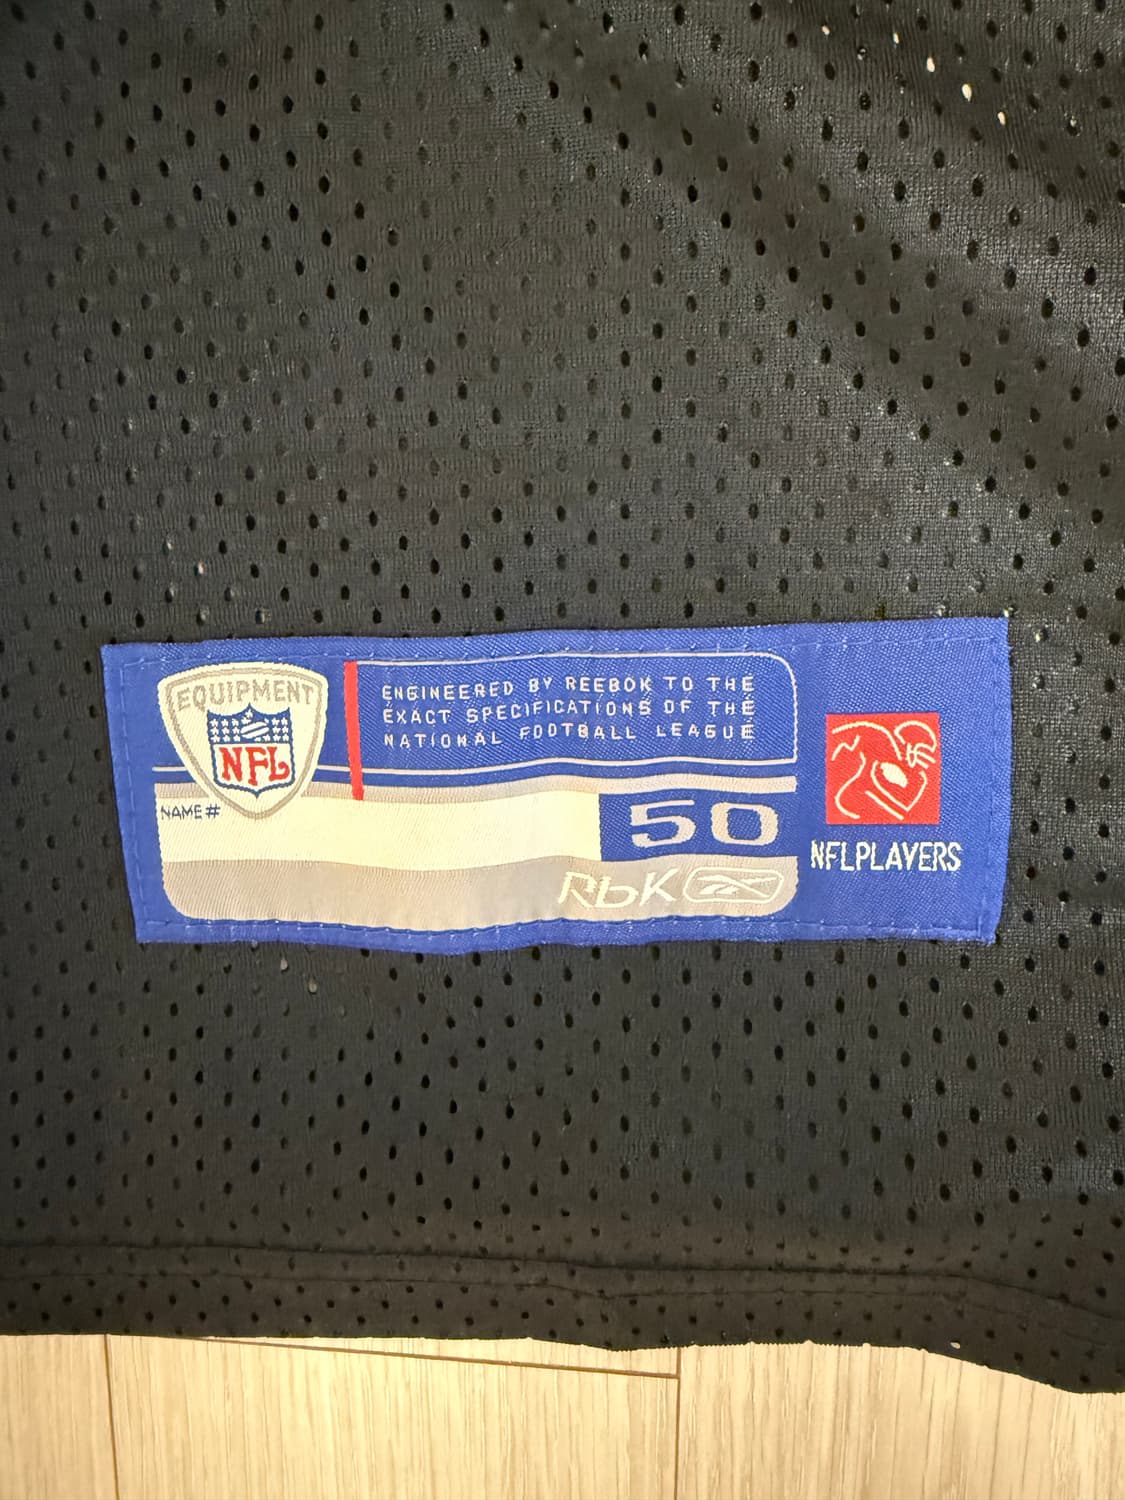 EQUIPMENT
NFL
ENGINEERED BY REEBOK TO THE
EXACT SPECIFICATIONS OF THE
NATIONAL FOOTBALL LEAGUE
NAME #
50
RbK
NFLPLAYERS